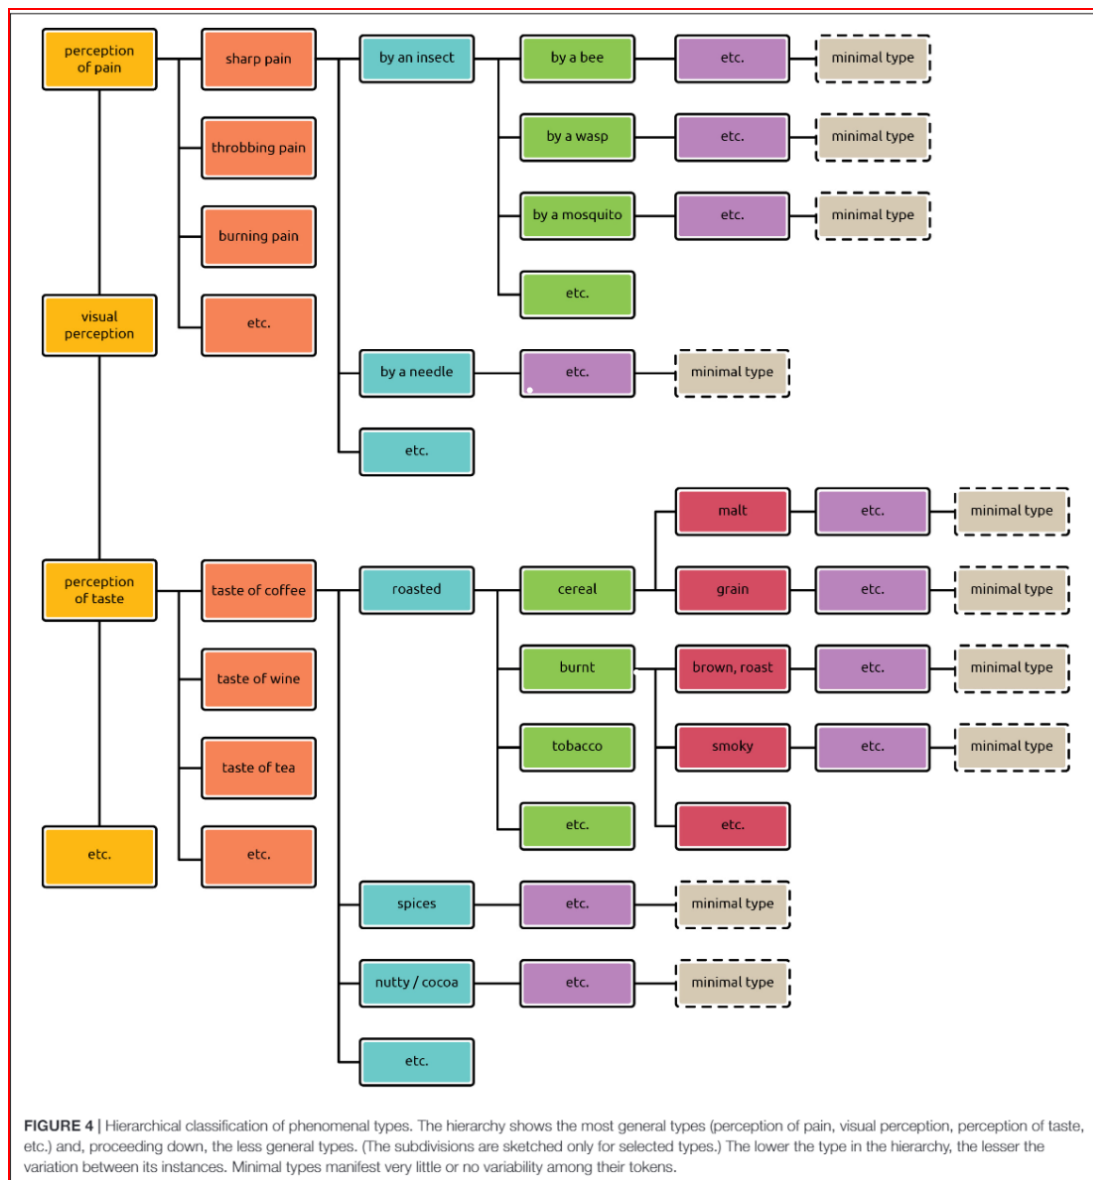 perception
of pain
sharp pain
by an insect
by a bee
etc.
minimal type
by a wasp
etc.
minimal type
throbbing pain
by a mosquito
etc.
minimal type
burning pain
etc.
visual
perception
etc.
by a needle
etc.
minimal type
etc.
malt
etc.
minimal type
perception
of taste
taste of coffee
roasted
cereal
grain
etc.
minimal type
taste of wine
burnt
brown, roast
etc.
minimal type
taste of tea
tobacco
smoky
etc.
minimal type
etc.
etc.
etc.
etc.
spices
etc.
minimal type
nutty / cocoa
etc.
minimal type
etc.
FIGURE 4 | Hierarchical classification of phenomenal types. The hierarchy shows the most general types (perception of pain, visual perception, perception of taste,
etc.) and, proceeding down, the less general types. (The subdivisions are sketched only for selected types.) The lower the type in the hierarchy, the lesser the
variation between its instances. Minimal types manifest very little or no variability among their tokens.